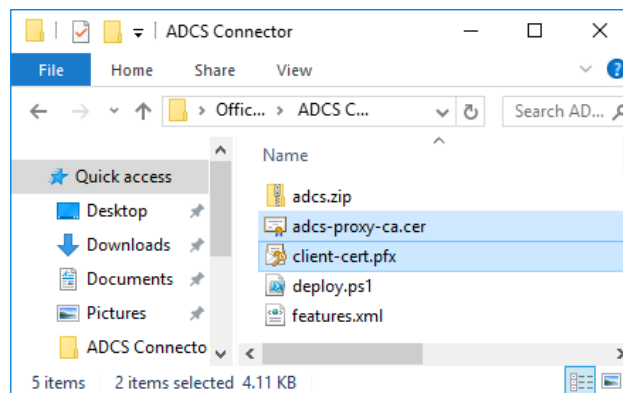 ADCS Connector
File Home Share View
Offic... ADCS C... Search AD...
Name
Quick access
Desktop
Downloads
Documents
Pictures
ADCS Connecto
adcs.zip
adcs-proxy-ca.cer
client-cert.pfx
deploy.ps1
features.xml
5 items 2 items selected 4.11 KB